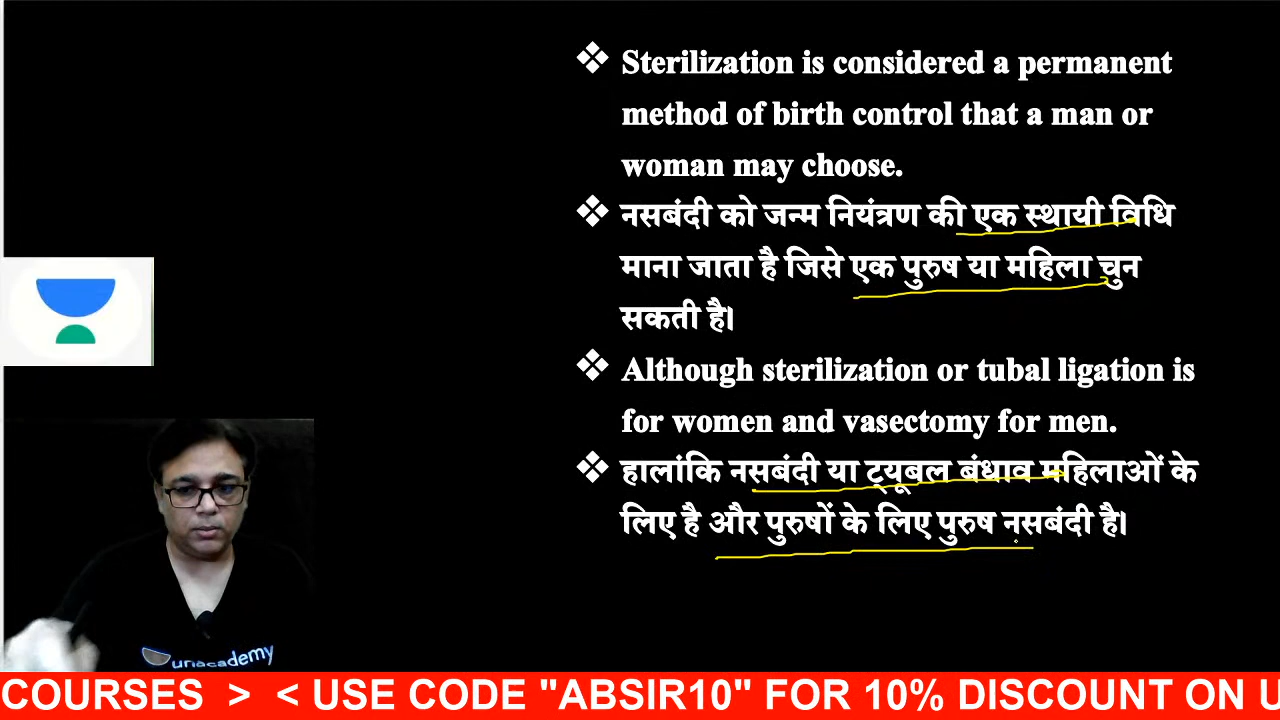 ❖ Sterilization is considered a permanent
method of birth control that a man or
woman may choose.
❖ नसबंदी को जन्म नियंत्रण की एक स्थायी विधि
माना जाता है जिसे एक पुरुष या महिला चुन
सकती है।
❖ Although sterilization or tubal ligation is
for women and vasectomy for men.
❖ हालांकि नसबंदी या ट्यूबल बंधाव महिलाओं के
लिए है और पुरुषों के लिए पुरुष नसबंदी है।
unacademy
COURSES > < USE CODE "ABSIR10" FOR 10% DISCOUNT ON U